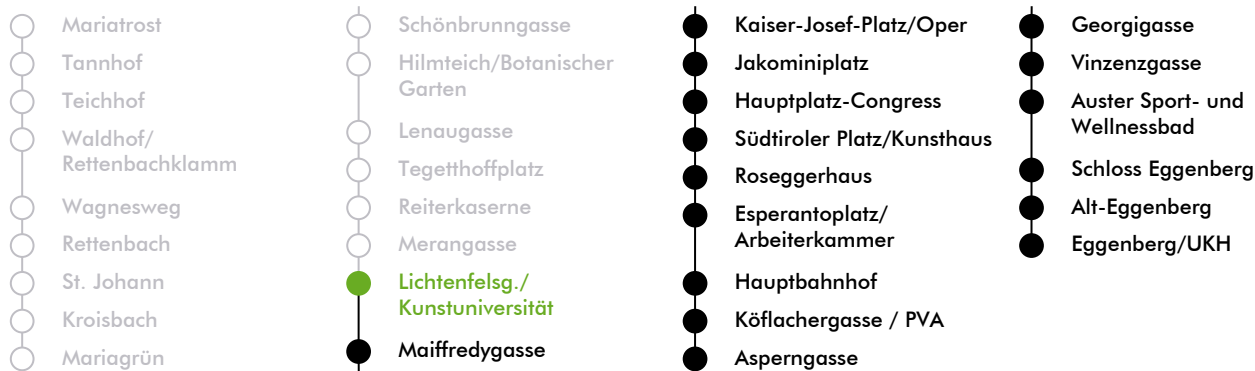 Mariatrost
Tannhof
Teichhof
Waldhof/
Rettenbachklamm
Wagnesweg
Rettenbach
St. Johann
Kroisbach
Mariagrün
Schönbrunngasse
Hilmteich/Botanischer
Garten
Lenaugasse
Tegetthoffplatz
Reiterkaserne
Merangasse
Lichtenfelsg./
Kunstuniversität
Maiffredygasse
Kaiser-Josef-Platz/Oper
Jakominiplatz
Hauptplatz-Congress
Südtiroler Platz/Kunsthaus
Roseggerhaus
Esperantoplatz/
Arbeiterkammer
Hauptbahnhof
Köflachergasse / PVA
Asperngasse
Georgigasse
Vinzenzgasse
Auster Sport- und
Wellnessbad
Schloss Eggenberg
Alt-Eggenberg
Eggenberg/UKH